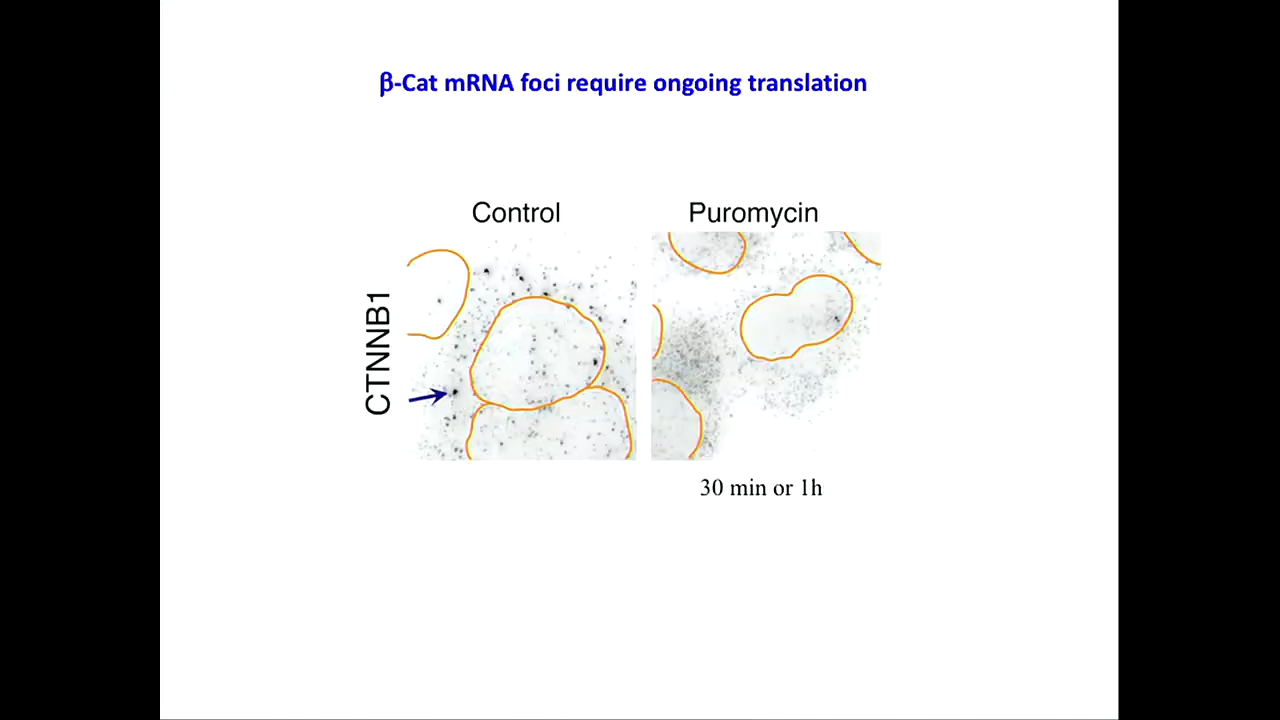 β-Cat mRNA foci require ongoing translation
Control
Puromycin
CTNNB1
30 min or 1h